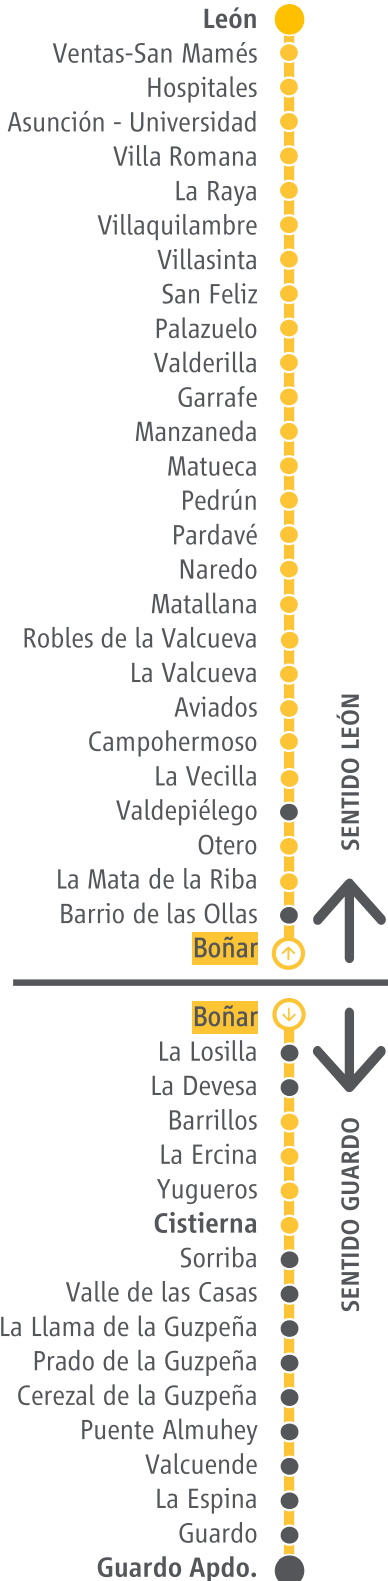 León
Ventas-San Mamés
Hospitales
Asunción - Universidad
Villa Romana
La Raya
Villaquilambre
Villasinta
San Feliz
Palazuelo
Valderilla
Garrafe
Manzaneda
Matueca
Pedrún
Pardavé
Naredo
Matallana
Robles de la Valcueva
La Valcueva
Aviados
Campohermoso
La Vecilla
Valdepiélego
Otero
La Mata de la Riba
Barrio de las Ollas
Boñar
SENTIDO LEÓN
Boñar
La Losilla
La Devesa
Barrillos
La Ercina
Yugueros
Cistierna
Sorriba
Valle de las Casas
La Llama de la Guzpeña
Prado de la Guzpeña
Cerezal de la Guzpeña
Puente Almuhey
Valcuende
La Espina
Guardo
Guardo Apdo.
SENTIDO GUARDO